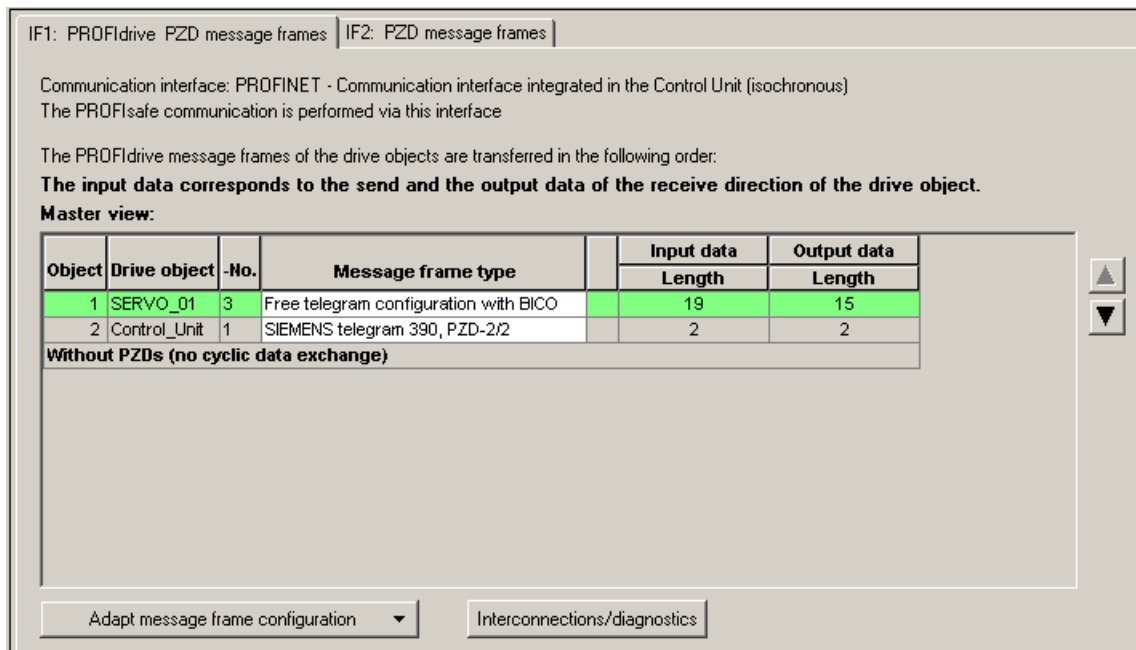 IF1: PROFIdrive PZD message frames
IF2: PZD message frames
Communication interface: PROFINET - Communication interface integrated in the Control Unit (isochronous)
The PROFIsafe communication is performed via this interface
The PROFIdrive message frames of the drive objects are transferred in the following order:
The input data corresponds to the send and the output data of the receive direction of the drive object.
Master view:
Object Drive object -No. Message frame type Input data Output data
Length Length
1 SERVO_01 3 Free telegram configuration with BICO 19 15
2 Control_Unit 1 SIEMENS telegram 390, PZD-2/2 2 2
Without PZDs (no cyclic data exchange)
Adapt message frame configuration
Interconnections/diagnostics